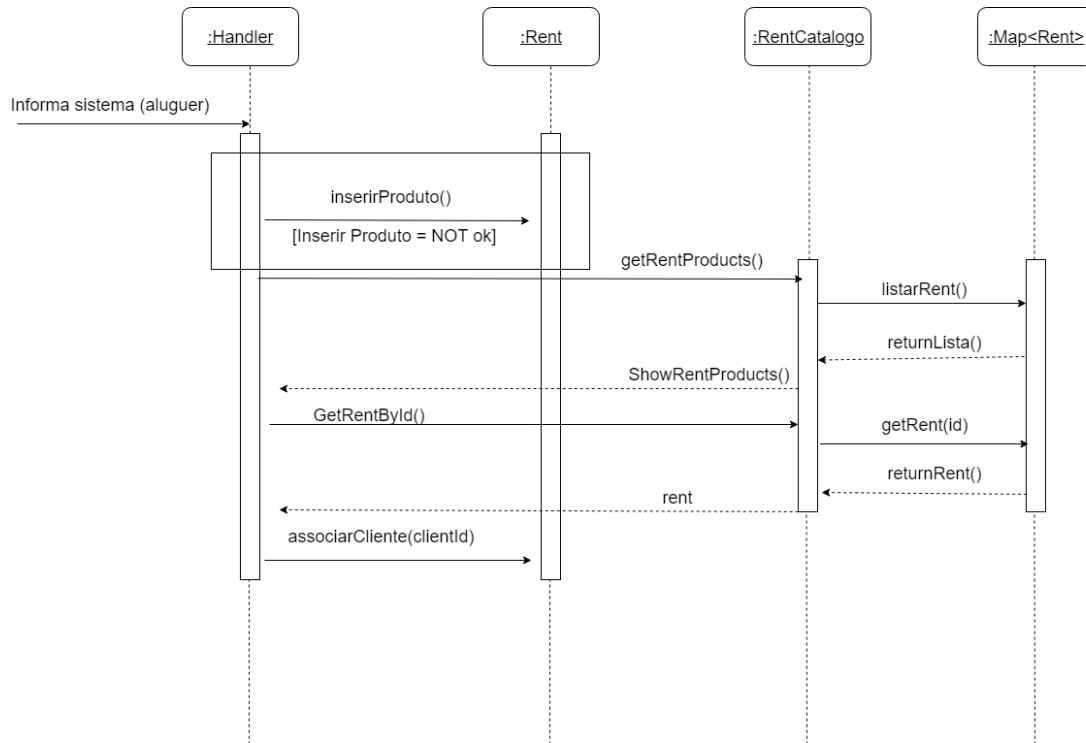 :Handler
:Rent
:RentCatalogo
:Map<Rent>
Informa sistema (aluguer)
inserirProduto()
[Inserir Produto = NOT ok]
getRentProducts()
listarRent()
returnLista()
ShowRentProducts()
GetRentById()
getRent(id)
returnRent()
rent
associarCliente(clientId)